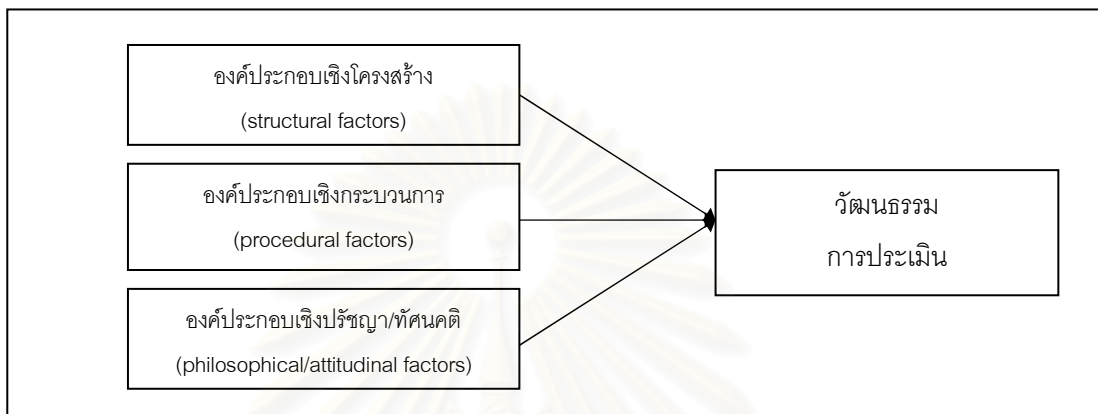 องค์ประกอบเชิงโครงสร้าง
(structural factors)
องค์ประกอบเชิงกระบวนการ
(procedural factors)
องค์ประกอบเชิงปรัชญา/ทัศนคติ
(philosophical/attitudinal factors)
วัฒนธรรม
การประเมิน